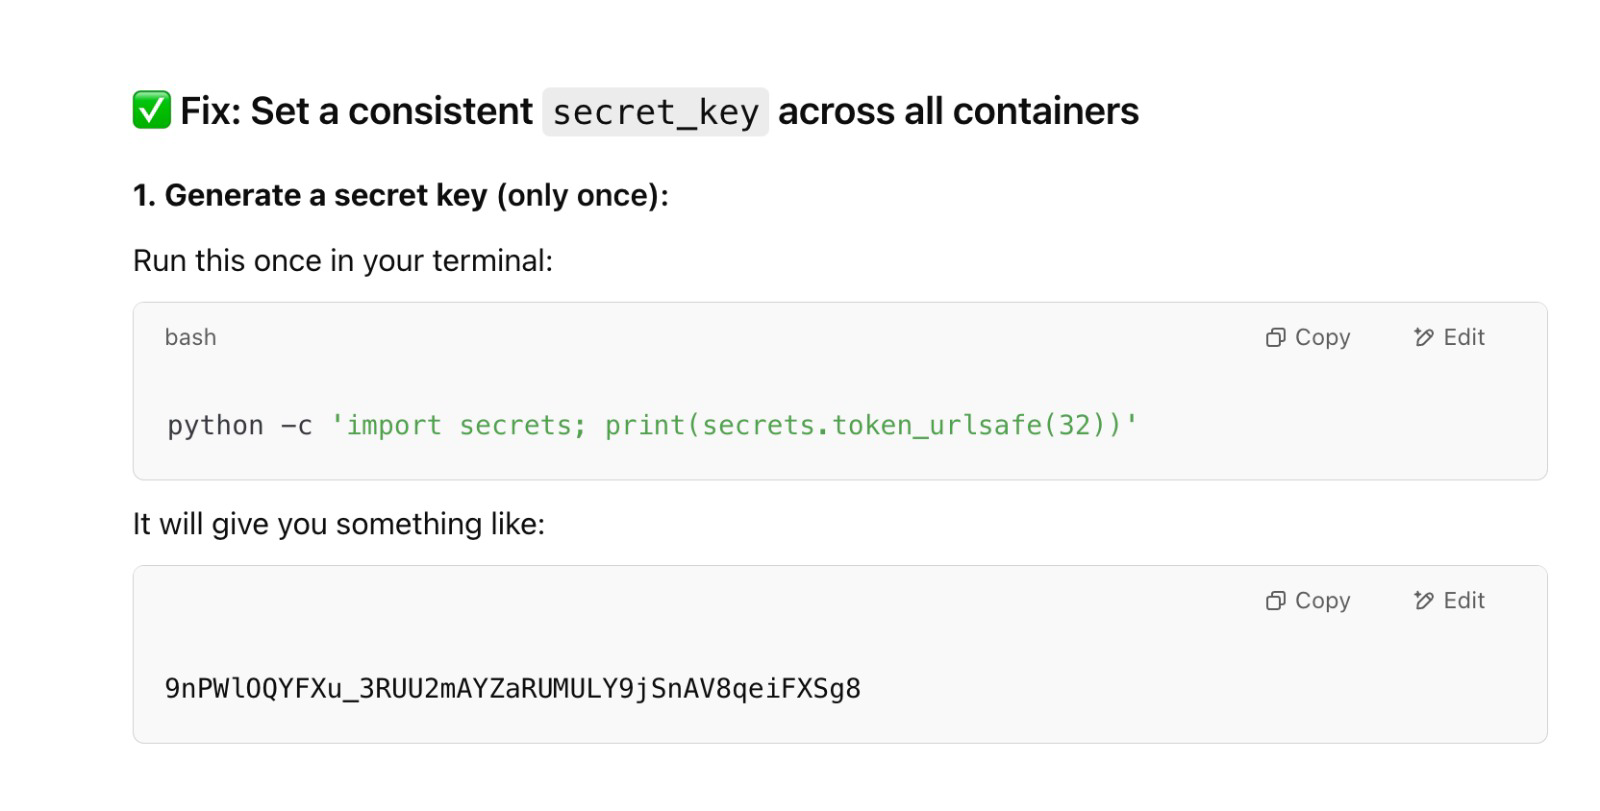 ✅ Fix: Set a consistent secret_key across all containers
1. Generate a secret key (only once):
Run this once in your terminal:
bash
Copy
Edit
python -c 'import secrets; print(secrets.token_urlsafe(32))'
It will give you something like:
Copy
Edit
9nPWlOQYFXu_3RUU2mAYZaRUMULY9jSnAV8qeiFXSg8